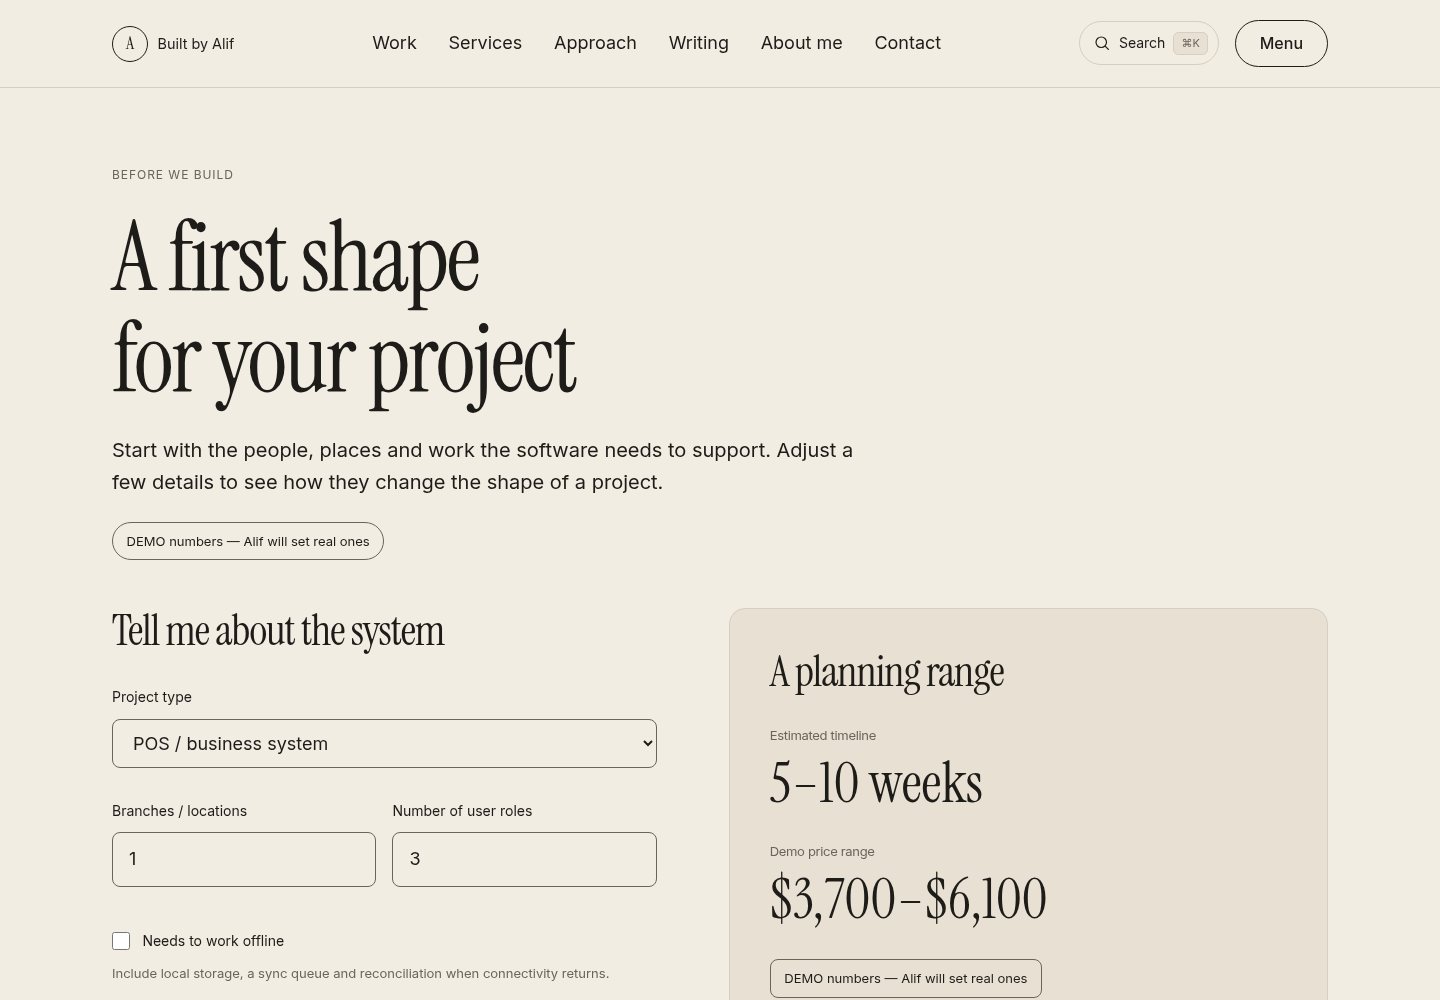 A
Built by Alif
Work
Services
Approach
Writing
About me
Contact
Search
⌘K
Menu
BEFORE WE BUILD
A first shape
for your project
Start with the people, places and work the software needs to support. Adjust a
few details to see how they change the shape of a project.
DEMO numbers — Alif will set real ones
Tell me about the system
Project type
POS / business system
Branches / locations
Number of user roles
1
3
Needs to work offline
Include local storage, a sync queue and reconciliation when connectivity returns.
A planning range
Estimated timeline
5–10 weeks
Demo price range
$3,700–$6,100
DEMO numbers — Alif will set real ones